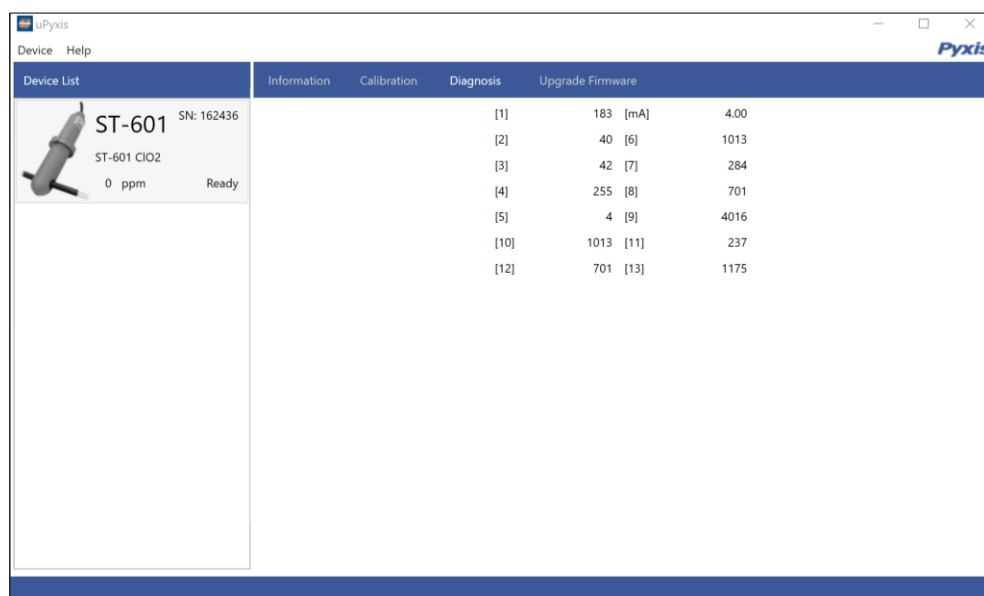 uPyxis
Device Help
Pyxis
Device List
Information Calibration Diagnosis Upgrade Firmware
ST-601 SN: 162436
ST-601 ClO2
0 ppm Ready
[1] 183 [mA] 4.00
[2] 40 [6] 1013
[3] 42 [7] 284
[4] 255 [8] 701
[5] 4 [9] 4016
[10] 1013 [11] 237
[12] 701 [13] 1175